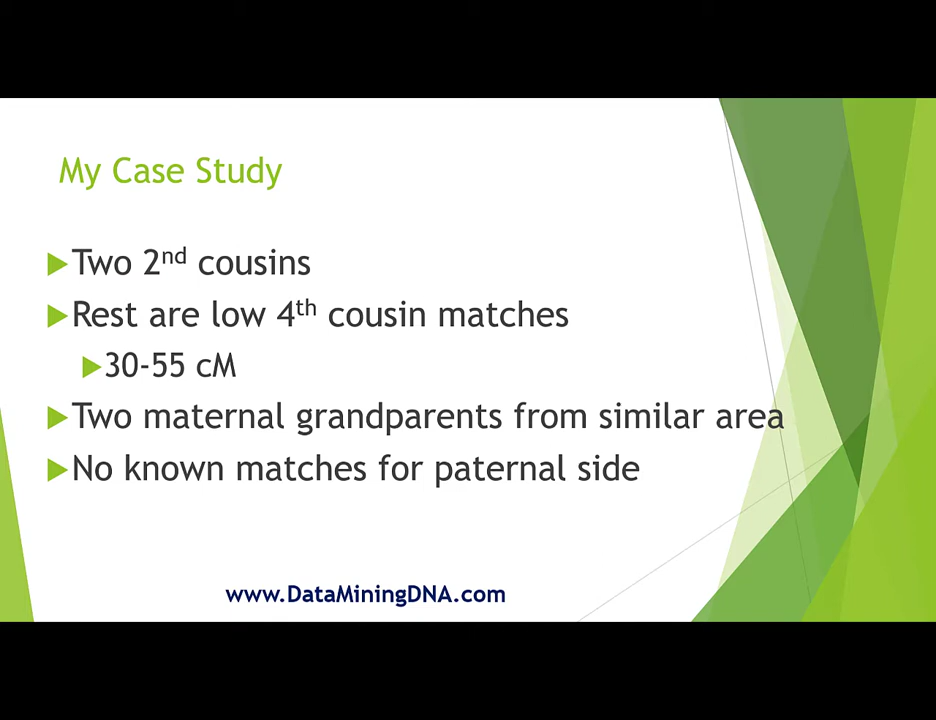 My Case Study
Two 2nd cousins
Rest are low 4th cousin matches
30-55 cM
Two maternal grandparents from similar area
No known matches for paternal side
www.DataMiningDNA.com